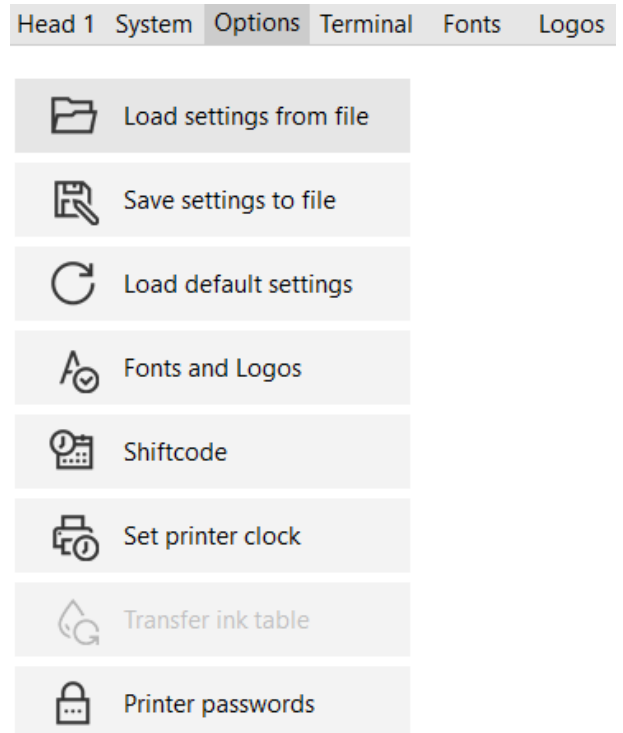 Head 1 System Options Terminal Fonts Logos
Load settings from file
Save settings to file
Load default settings
Fonts and Logos
Shiftcode
Set printer clock
Transfer ink table
Printer passwords